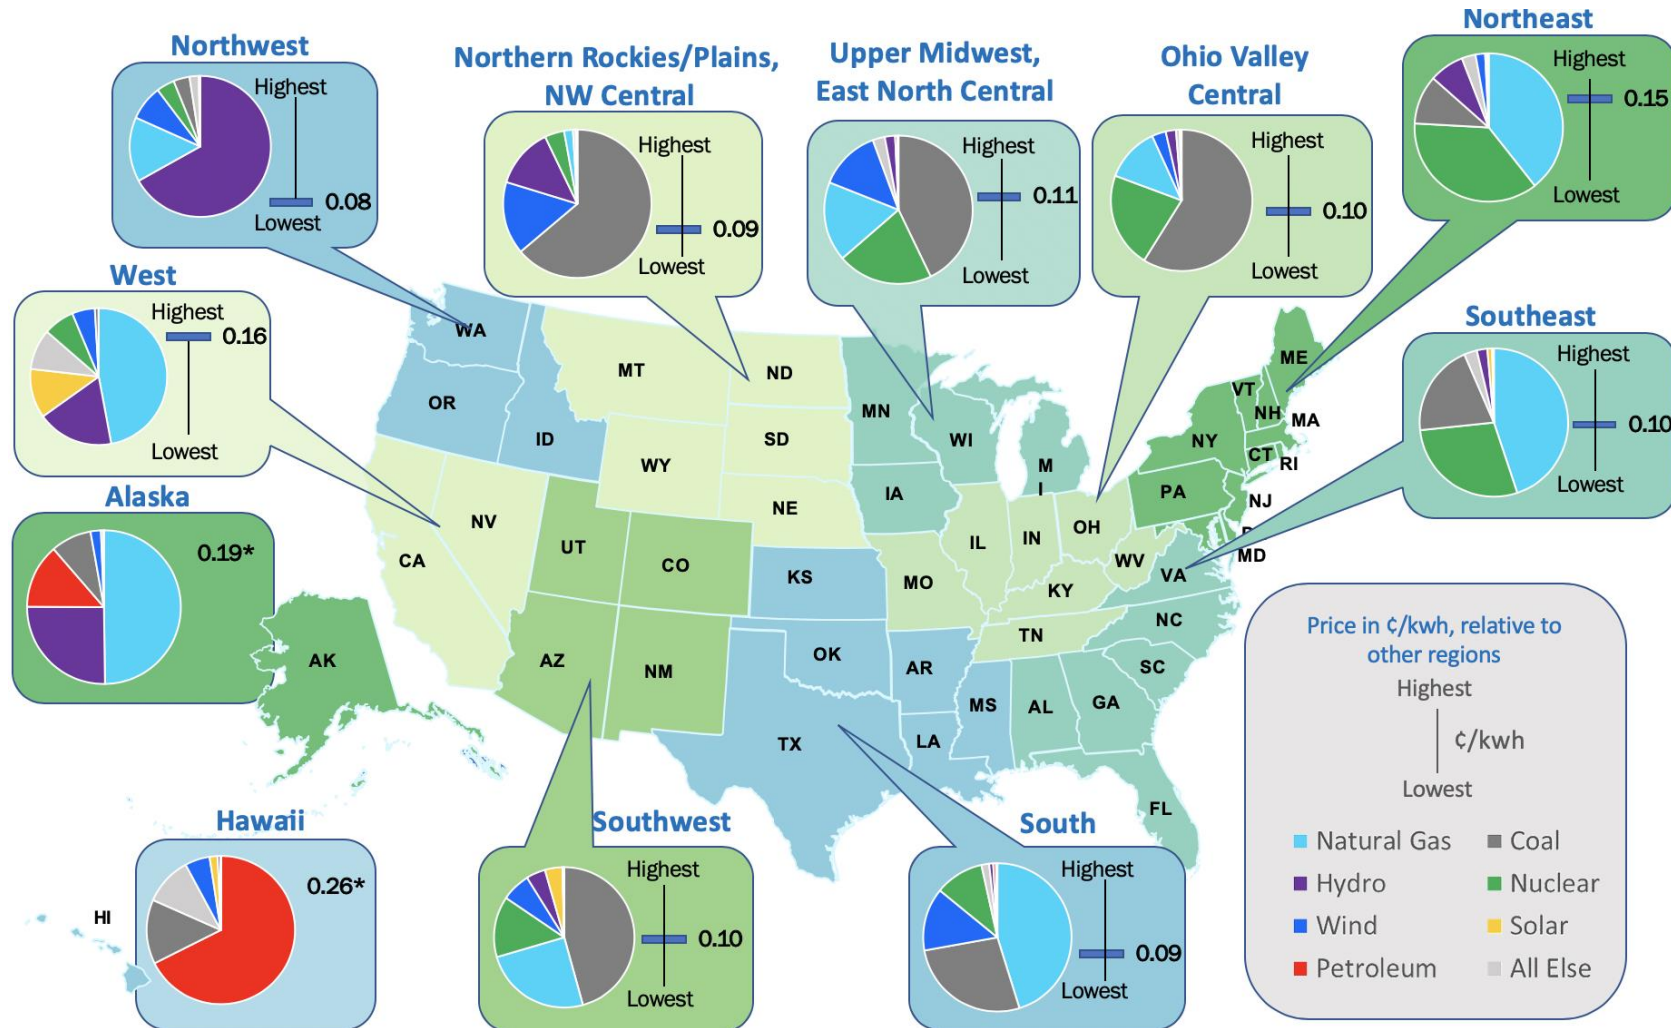 Northwest
Highest
0.08
Lowest
Northern Rockies/Plains,
NW Central
Highest
0.09
Lowest
Upper Midwest,
East North Central
Highest
0.11
Lowest
Ohio Valley
Central
Highest
0.10
Lowest
Northeast
Highest
0.15
Lowest
West
Highest
0.16
Lowest
Southeast
Highest
0.10
Lowest
Alaska
0.19*
Hawaii
0.26*
Southwest
Highest
0.10
Lowest
South
Highest
0.09
Lowest
WA
OR
ID
MT
ND
SD
WY
NE
MN
WI
M
I
IA
NV
CA
UT
CO
AZ
NM
KS
OK
TX
AR
LA
MS
MO
IL
IN
OH
KY
WV
TN
VA
NC
SC
GA
AL
FL
ME
VT
NH
MA
NY
CT
RI
PA
NJ
MD
AK
HI
Price in ¢/kwh, relative to
other regions
Highest
¢/kwh
Lowest
Natural Gas
Coal
Hydro
Nuclear
Wind
Solar
Petroleum
All Else